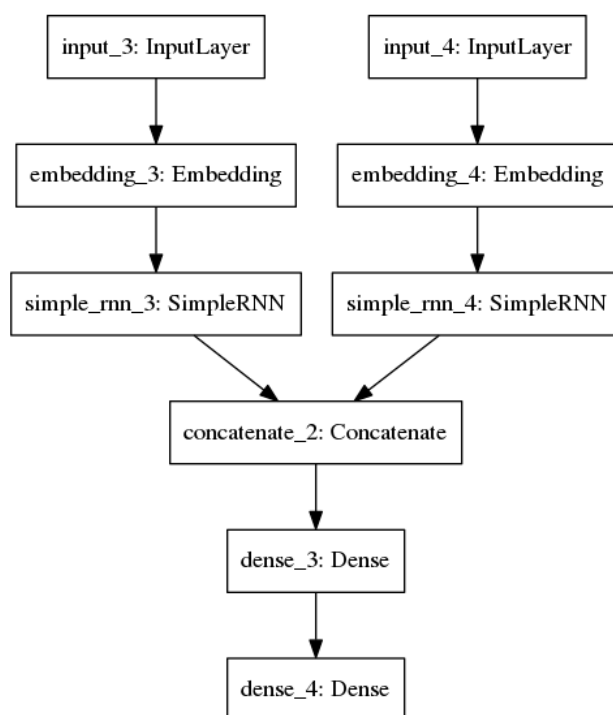 input_3: InputLayer
input_4: InputLayer
embedding_3: Embedding
embedding_4: Embedding
simple_rnn_3: SimpleRNN
simple_rnn_4: SimpleRNN
concatenate_2: Concatenate
dense_3: Dense
dense_4: Dense